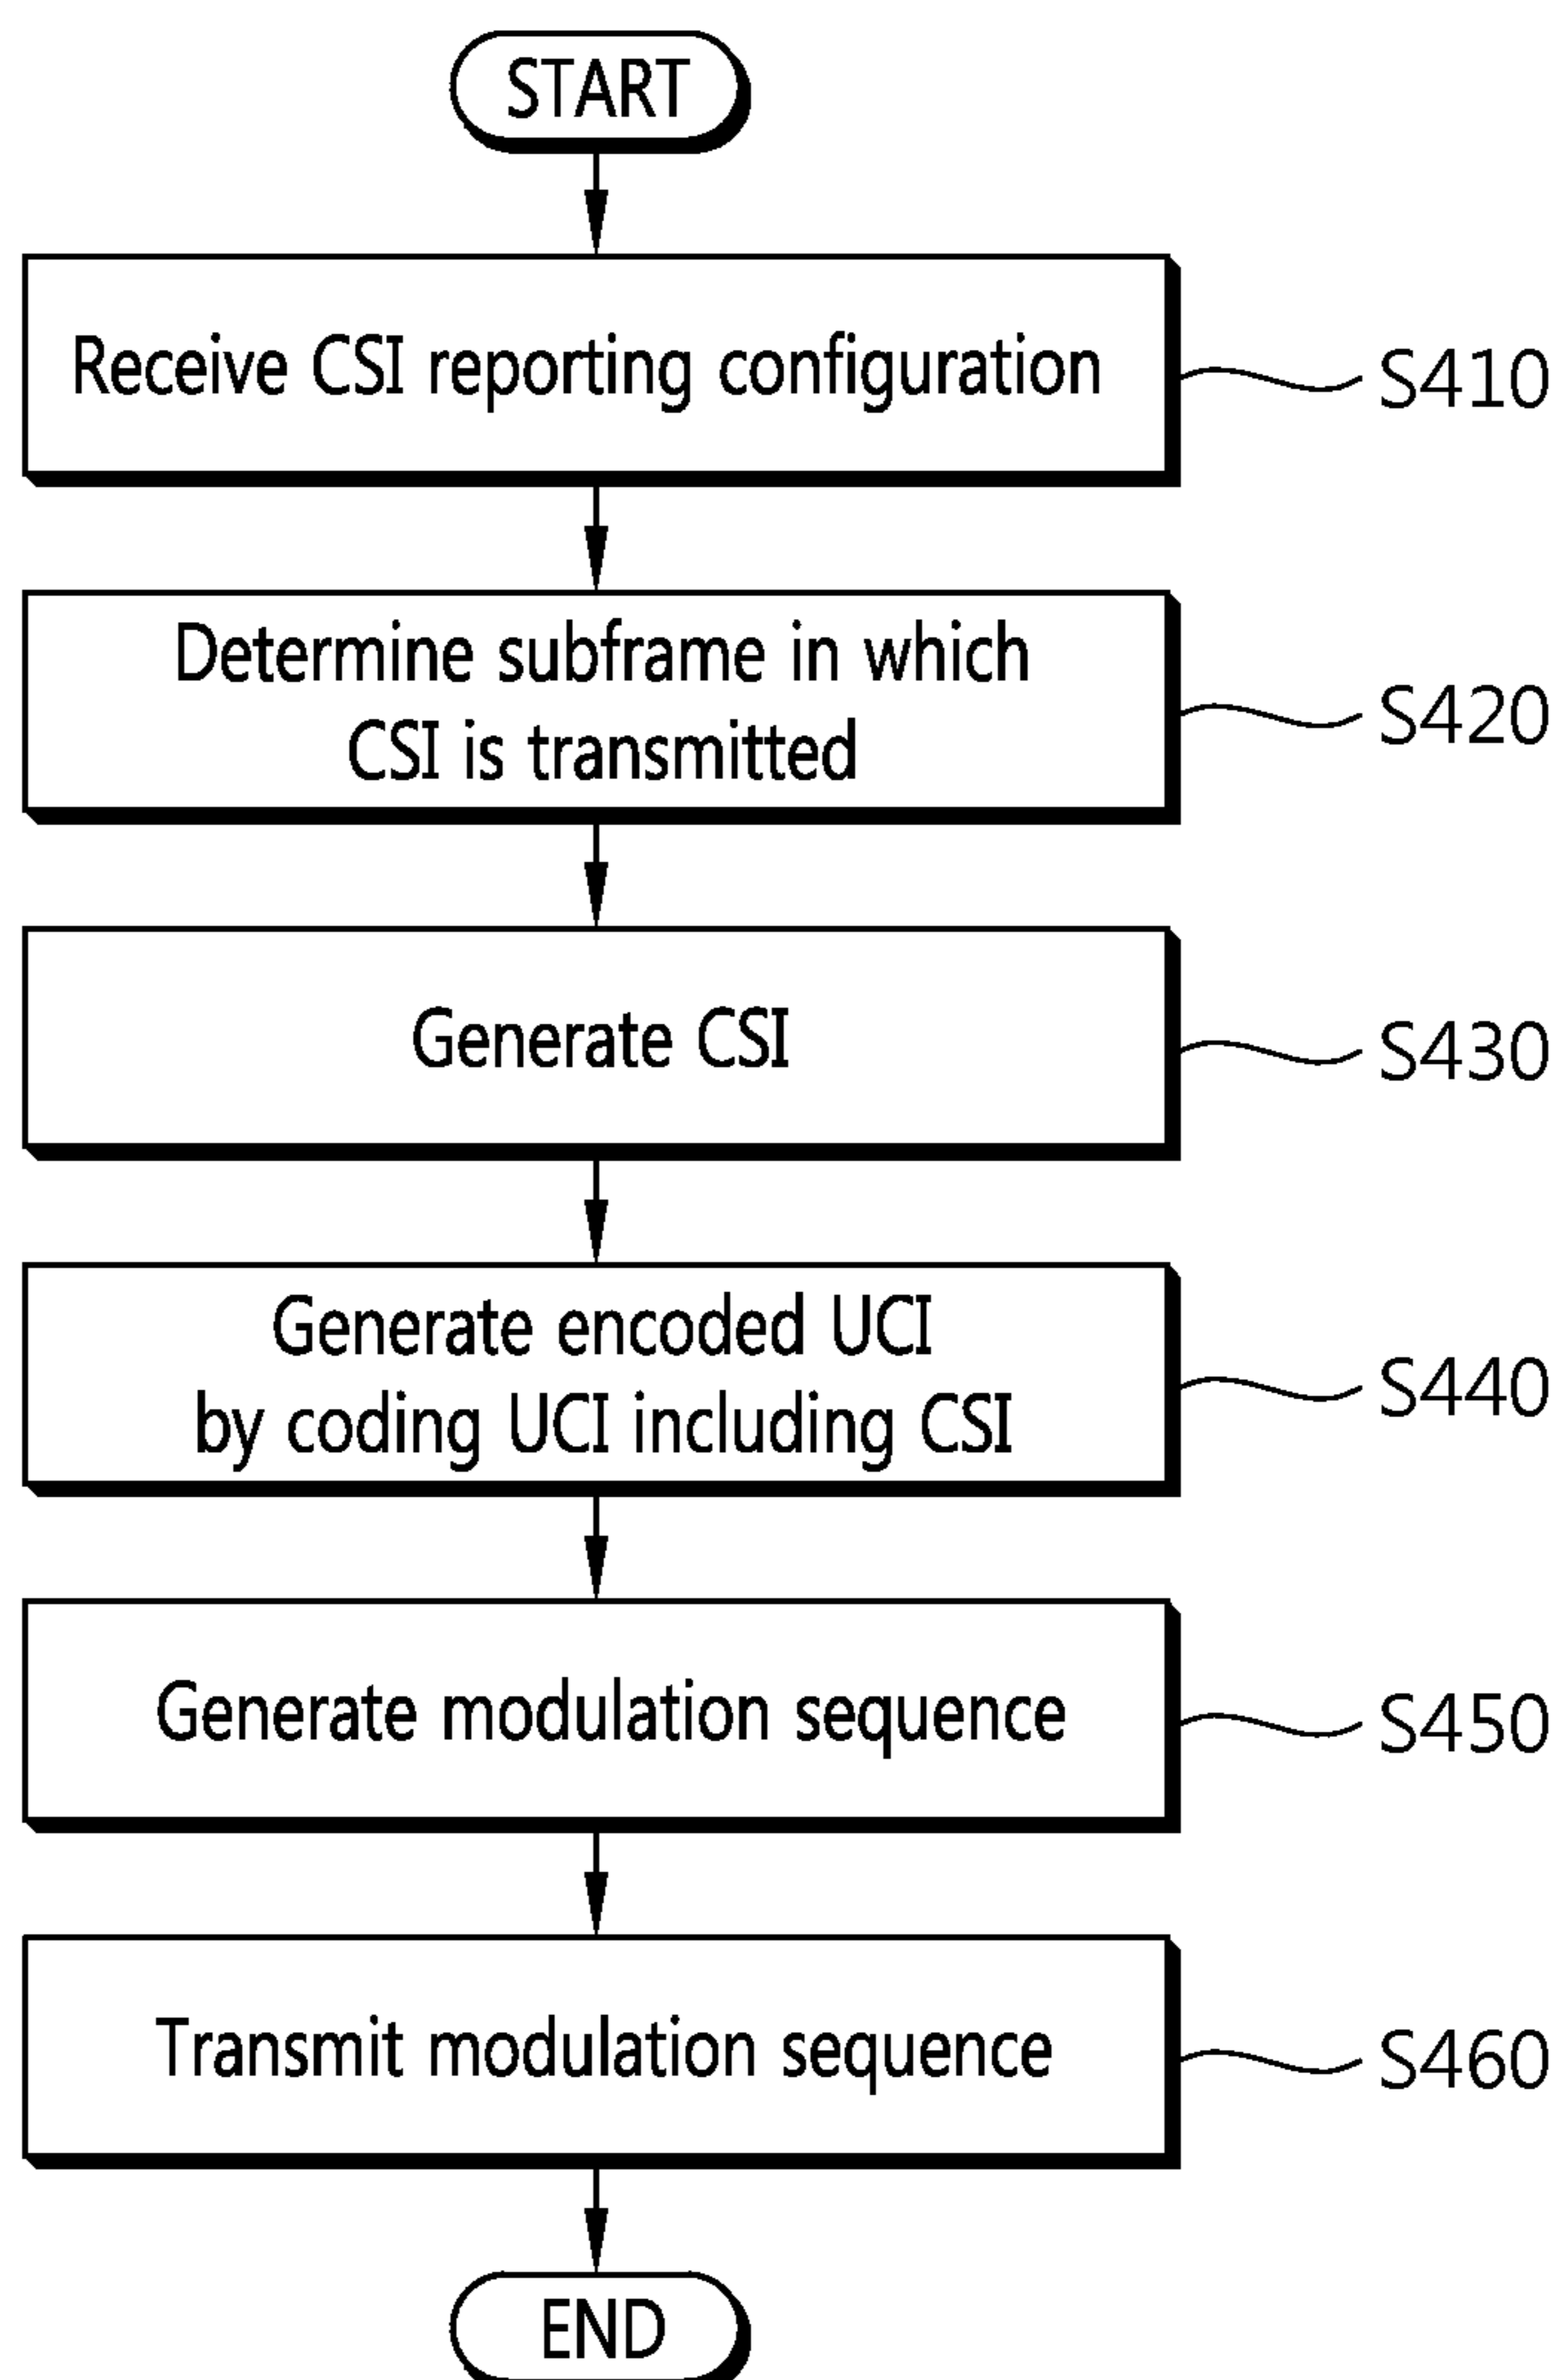 START
Receive CSI reporting configuration
S410
Determine subframe in which
CSI is transmitted
S420
Generate CSI
S430
Generate encoded UCI
by coding UCI including CSI
S440
Generate modulation sequence
S450
Transmit modulation sequence
S460
END